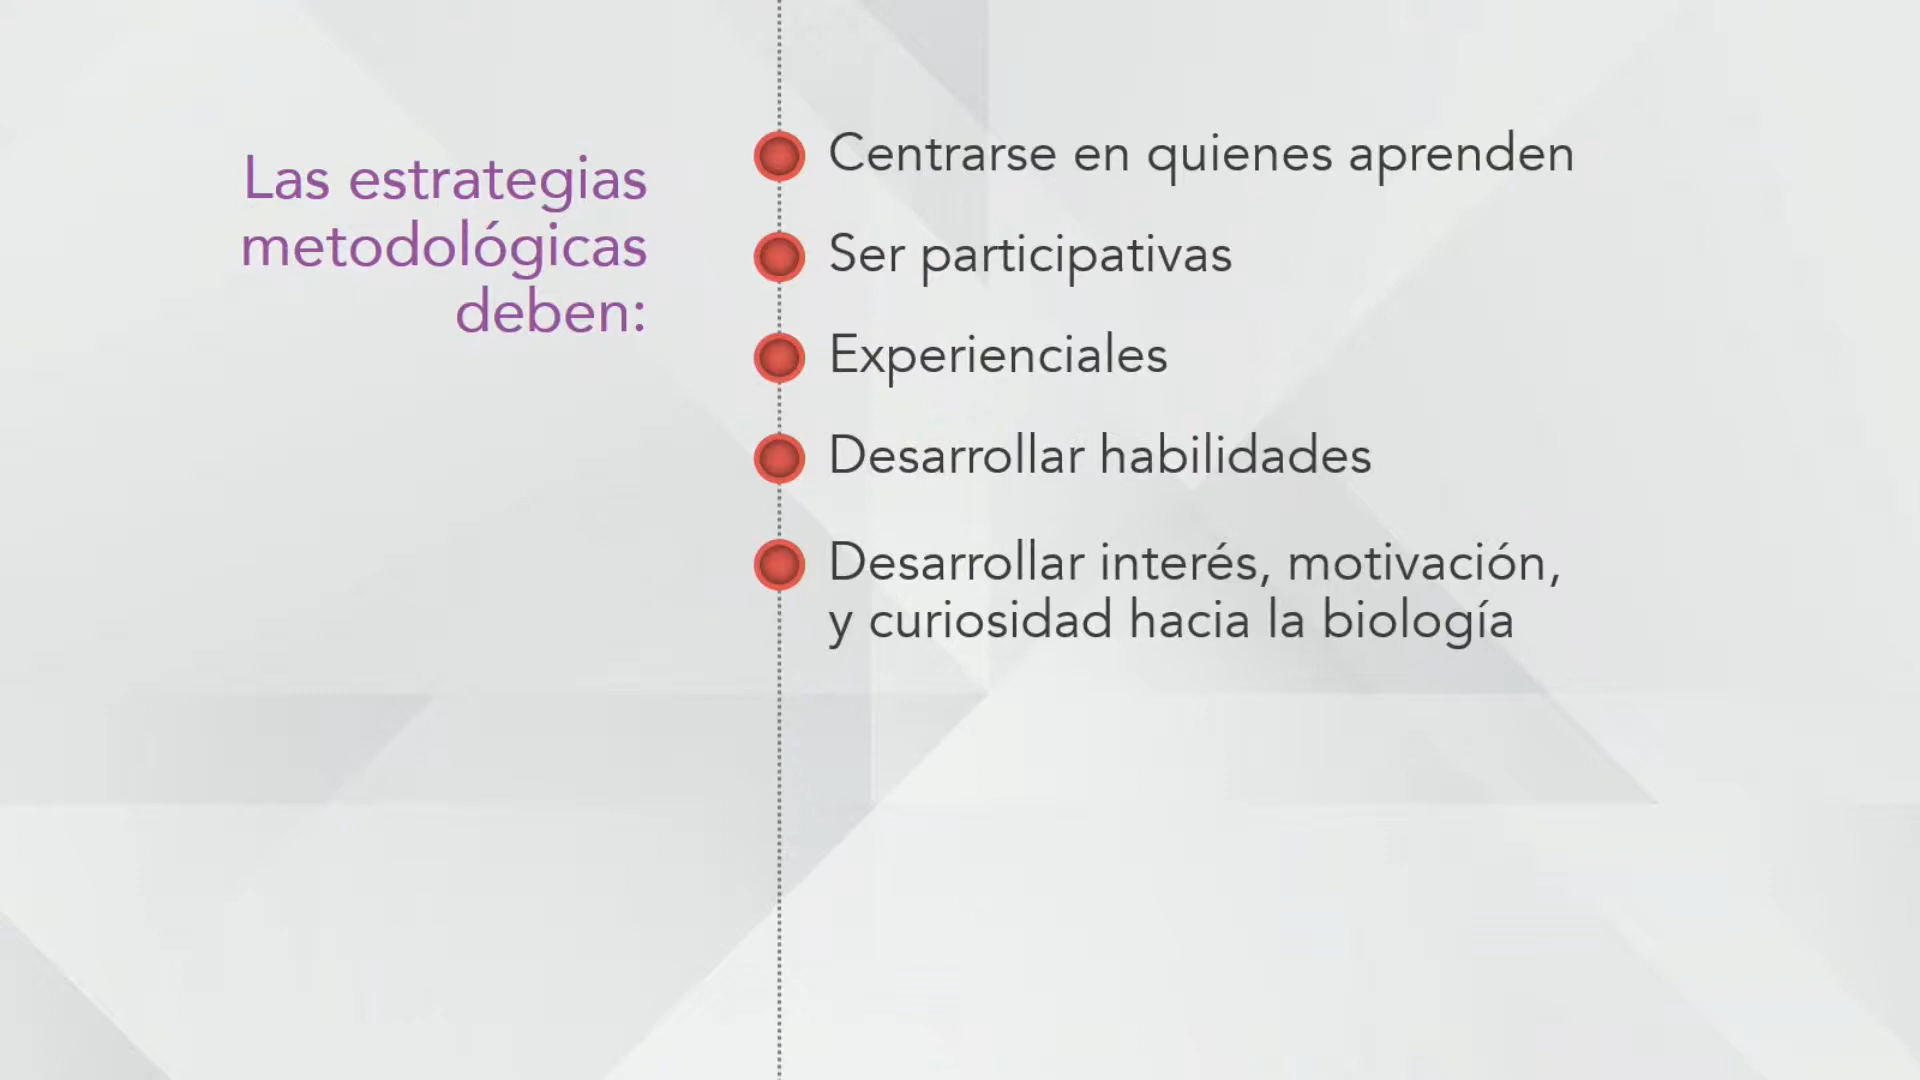 Las estrategias
metodológicas
deben:
Centrarse en quienes aprenden
Ser participativas
Experienciales
Desarrollar habilidades
Desarrollar interés, motivación,
y curiosidad hacia la biología